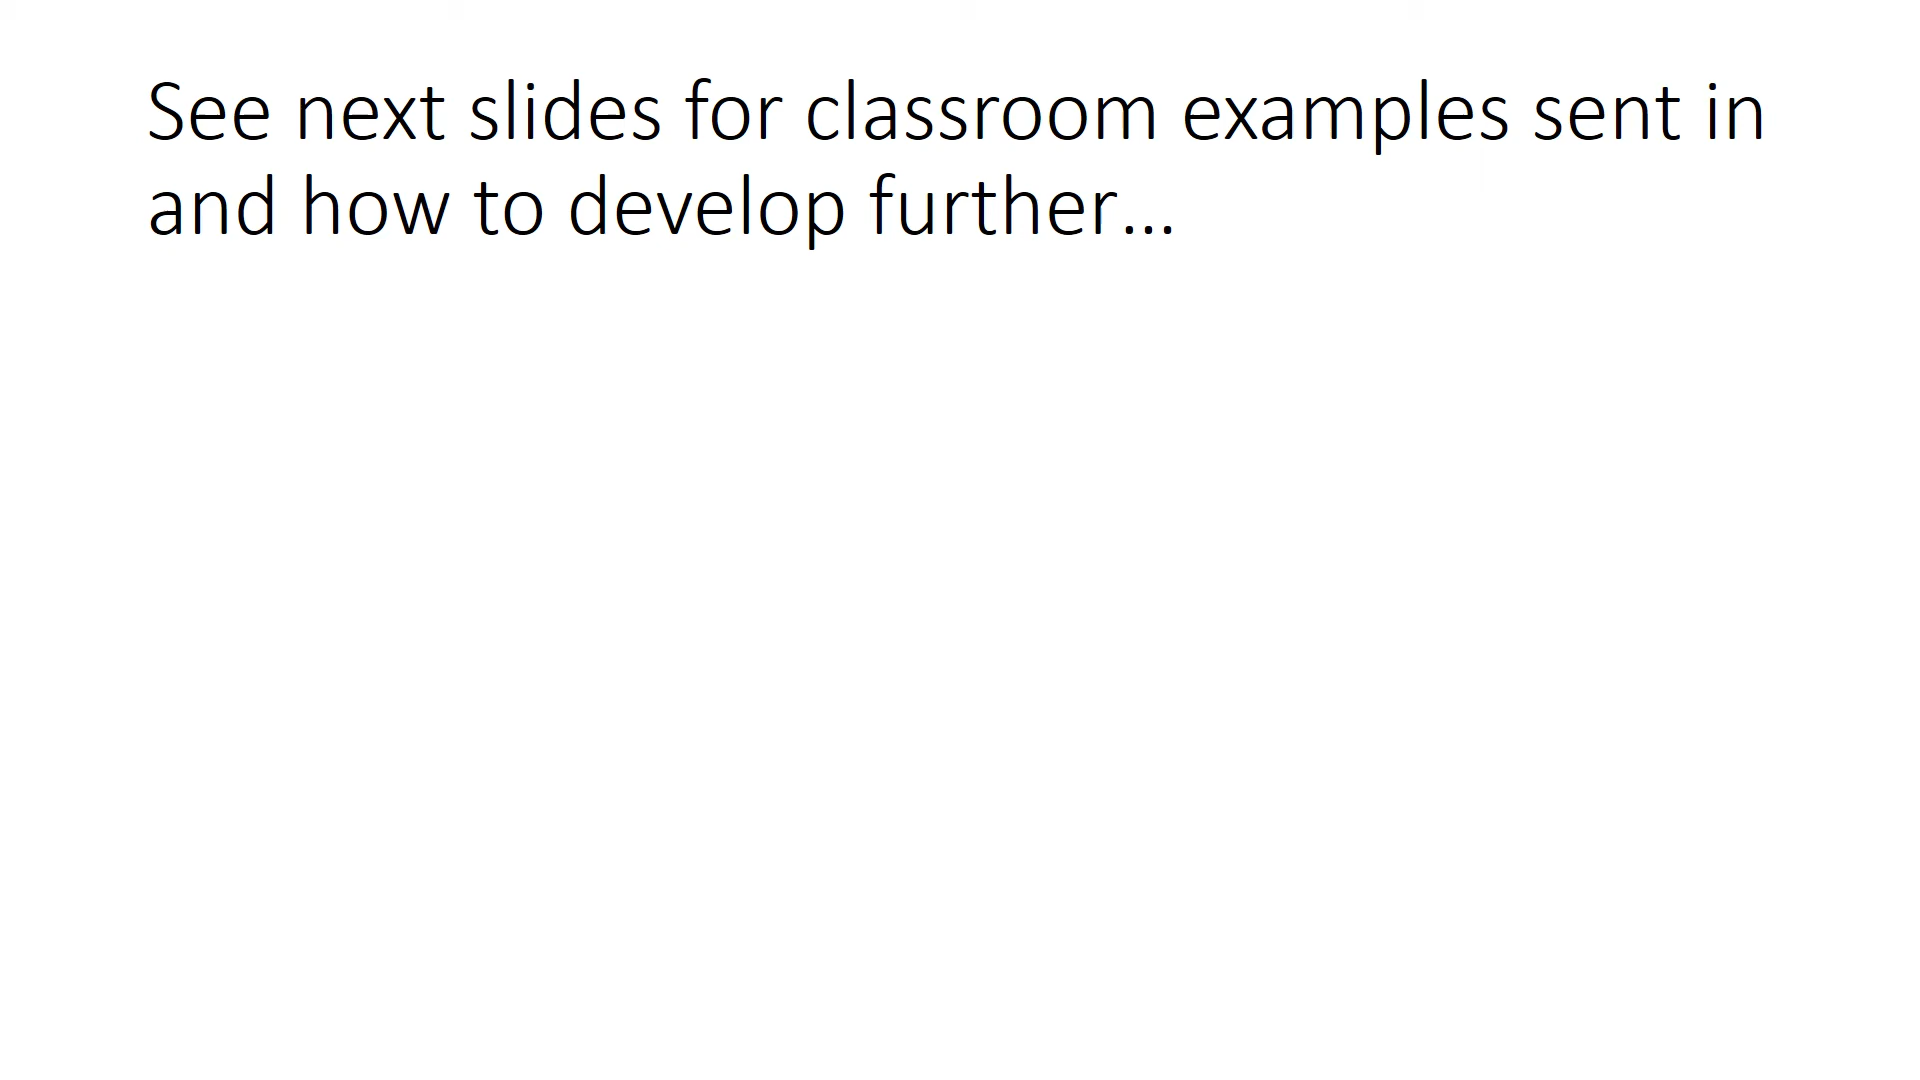 See next slides for classroom examples sent in
and how to develop further…